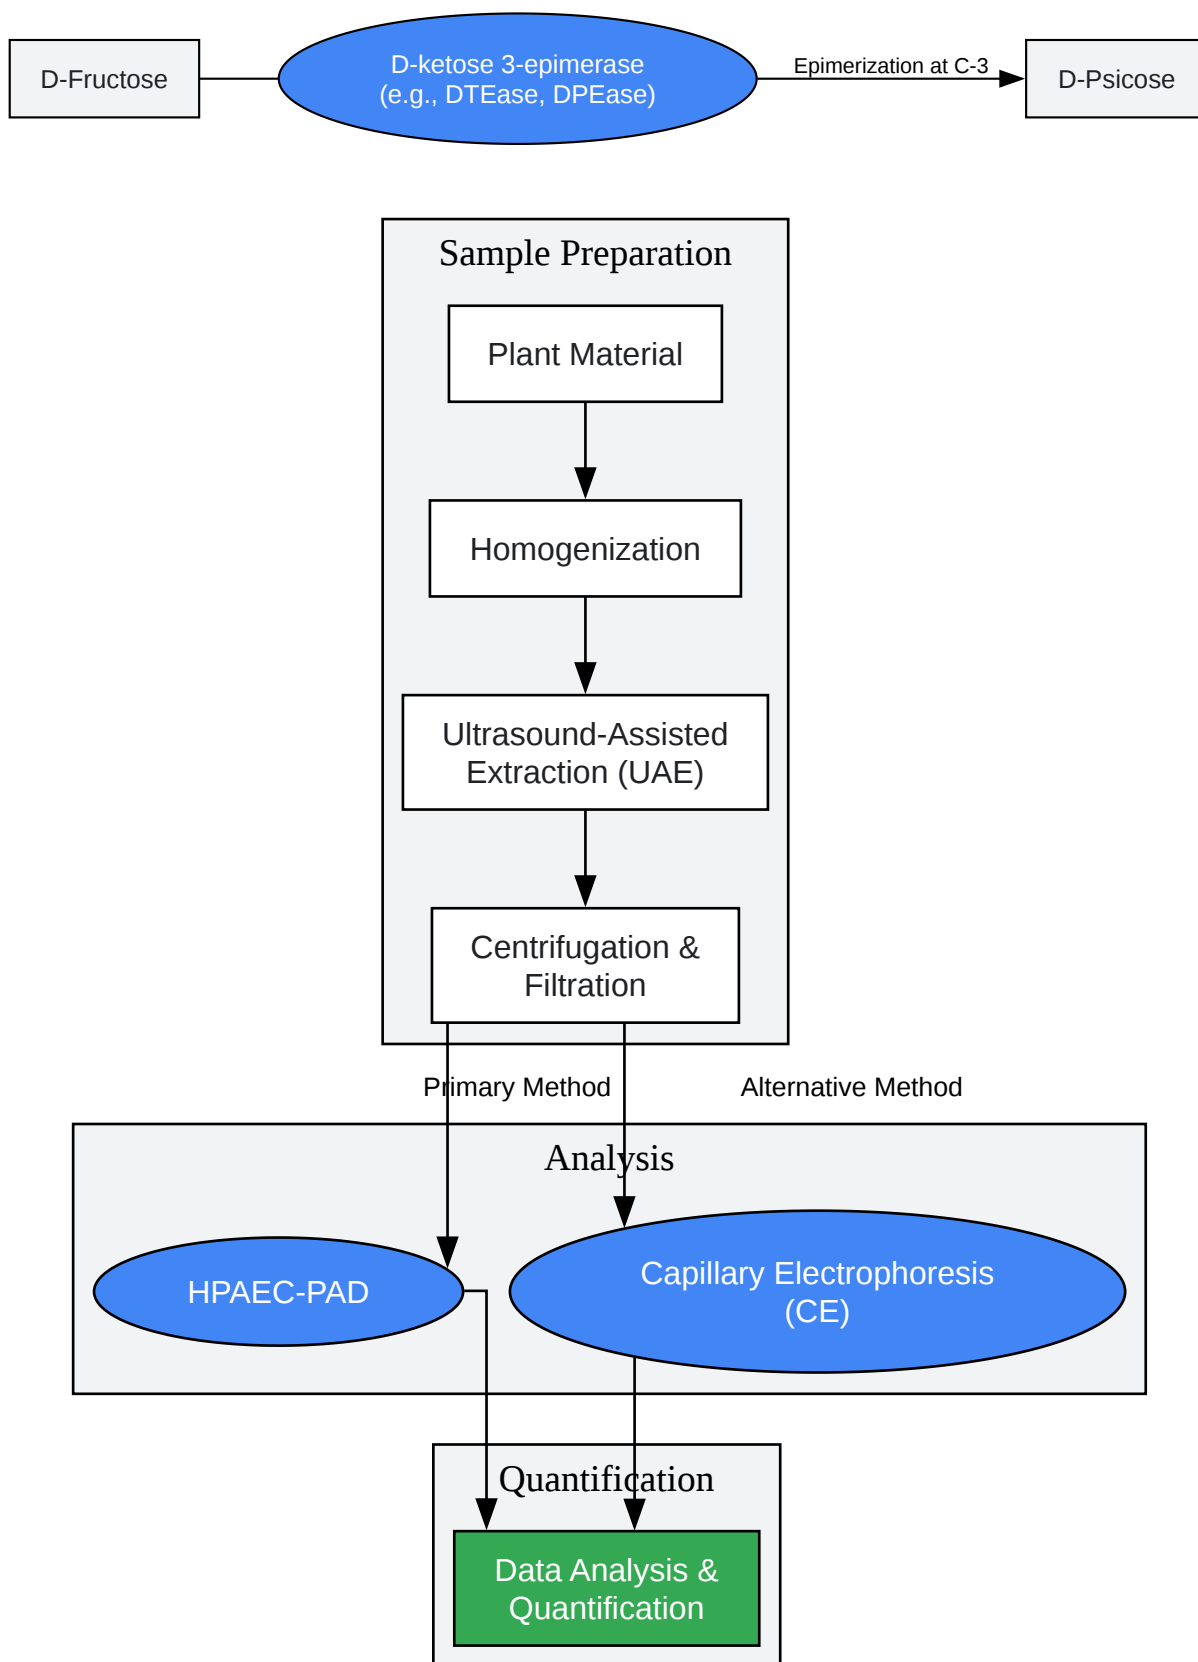 D-Fructose
D-ketose 3-epimerase
(e.g., DTEase, DPEase)
Epimerization at C-3
D-Psicose
Sample Preparation
Plant Material
Homogenization
Ultrasound-Assisted
Extraction (UAE)
Centrifugation &
Filtration
Primary Method
Alternative Method
Analysis
HPAEC-PAD
Capillary Electrophoresis
(CE)
Quantification
Data Analysis &
Quantification